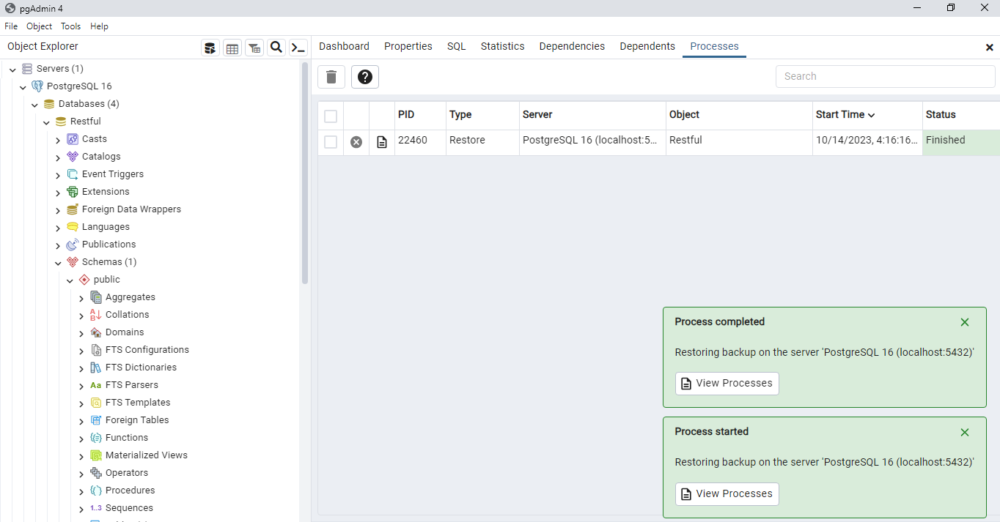 pgAdmin 4
File Object Tools Help
Object Explorer
Dashboard Properties SQL Statistics Dependencies Dependents Processes
Servers (1)
PostgreSQL 16
Databases (4)
Restful
Casts
Catalogs
Event Triggers
Extensions
Foreign Data Wrappers
Languages
Publications
Schemas (1)
public
Aggregates
Collations
Domains
FTS Configurations
FTS Dictionaries
Aa FTS Parsers
FTS Templates
Foreign Tables
Functions
Materialized Views
Operators
Procedures
1..3 Sequences
Search
PID Type Server Object Start Time Status
22460 Restore PostgreSQL 16 (localhost:5... Restful 10/14/2023, 4:16:16... Finished
Process completed
Restoring backup on the server 'PostgreSQL 16 (localhost:5432)'
View Processes
Process started
Restoring backup on the server 'PostgreSQL 16 (localhost:5432)'
View Processes